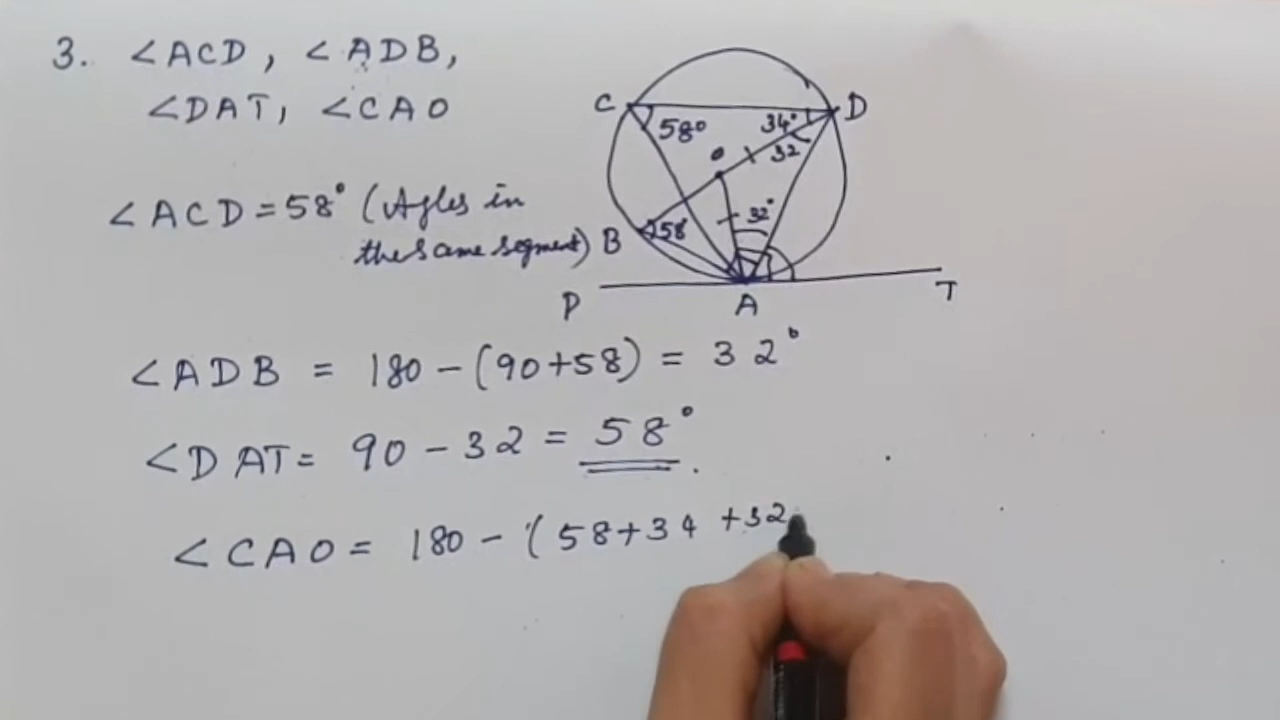 3. ∠ACD, ∠ADB,
∠DAT, ∠CAO
∠ACD = 58° (Agles in
the same segment)
C
D
58°
34°
32
O
32°
B
58°
P
A
T
∠ADB = 180 - (90+58) = 32°
∠DAT = 90 - 32 = 58°.
∠CAO = 180 - (58+34 +32